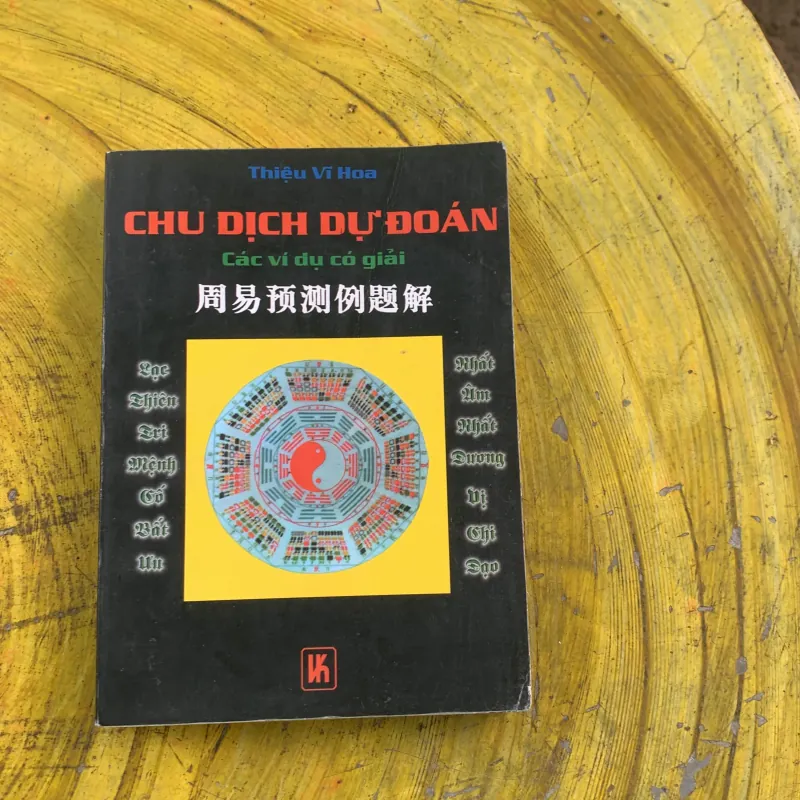 Thiệu Vĩ Hoa
CHU DỊCH DỰ ĐOÁN
Các ví dụ có giải
周易预测例题解
Lạc
Thiên
Tri
Mệnh
Cố
Bất
Ưu
Nhất
Âm
Nhất
Dương
Vị
Chi
Đạo